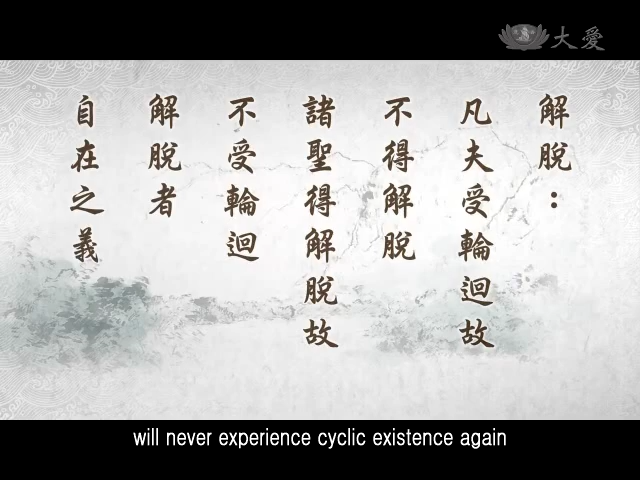 大愛
解脫：
凡夫受輪迴故
不得解脫
諸聖得解脫故
不受輪迴
解脫者
自在之義
will never experience cyclic existence again